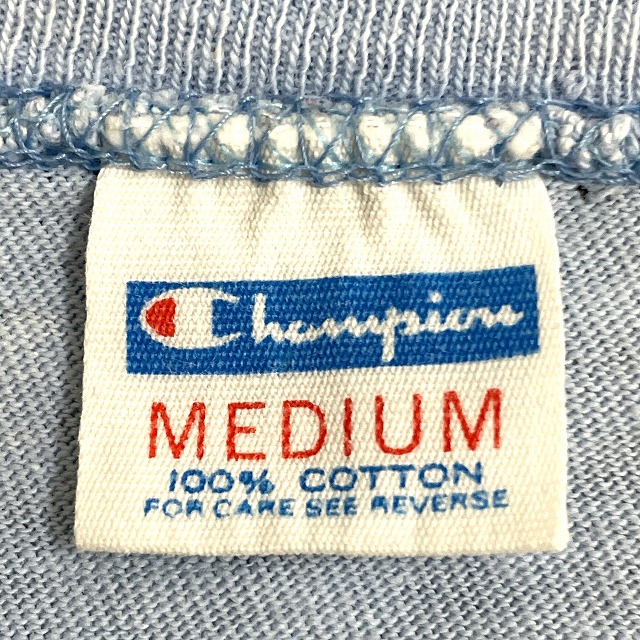 Champion
MEDIUM
100% COTTON
FOR CARE SEE REVERSE